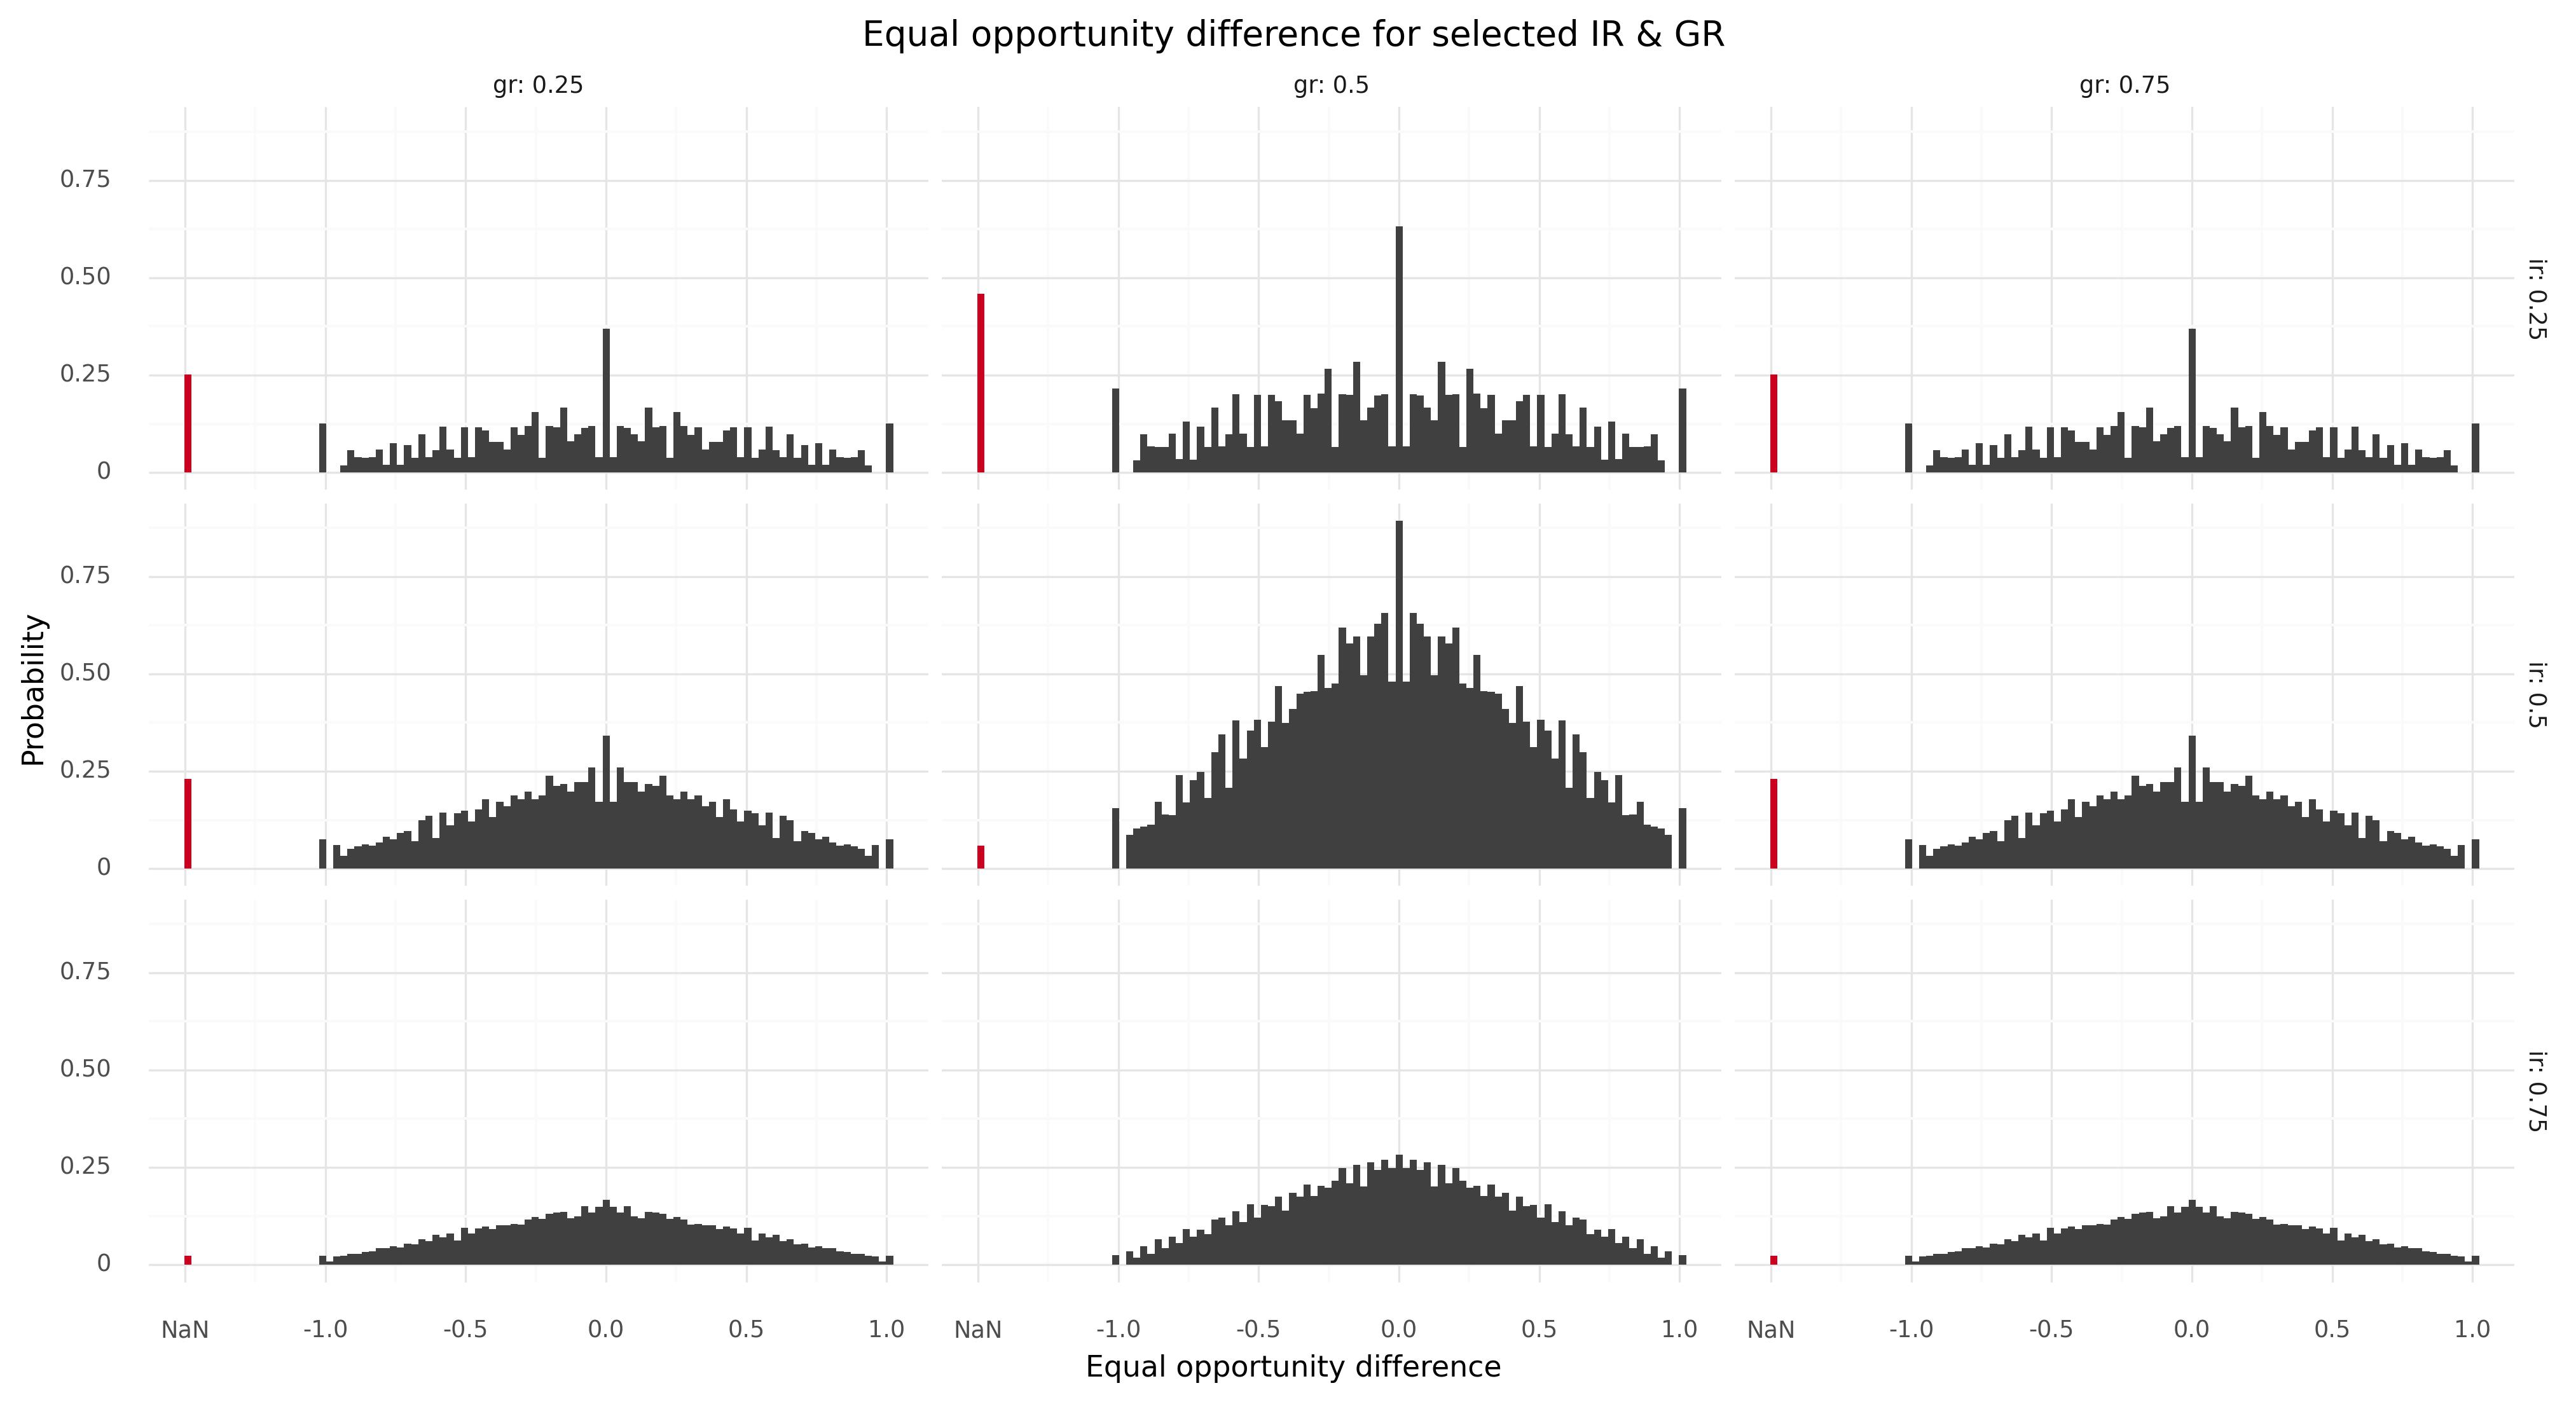 Equal opportunity difference for selected IR & GR
gr: 0.25
gr: 0.5
gr: 0.75
0.75
0.50
0.25
0
ir: 0.25
Probability
0.75
0.50
0.25
0
ir: 0.5
0.75
0.50
0.25
0
ir: 0.75
NaN -1.0 -0.5 0.0 0.5 1.0
NaN -1.0 -0.5 0.0 0.5 1.0
NaN -1.0 -0.5 0.0 0.5 1.0
Equal opportunity difference